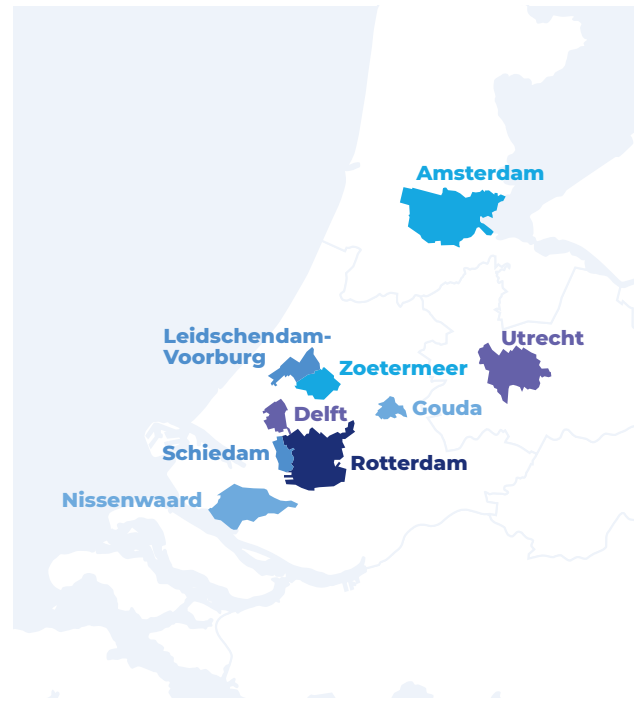 Amsterdam
Utrecht
Leidschendam-
Voorburg
Zoetermeer
Gouda
Delft
Schiedam
Rotterdam
Nissenwaard